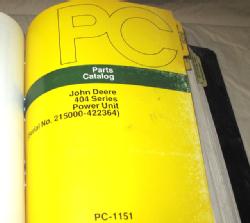 PC
Parts
Catalog
John Deere
404 Series
Power Unit
(Serial No. 215000-422364)
PC-1151